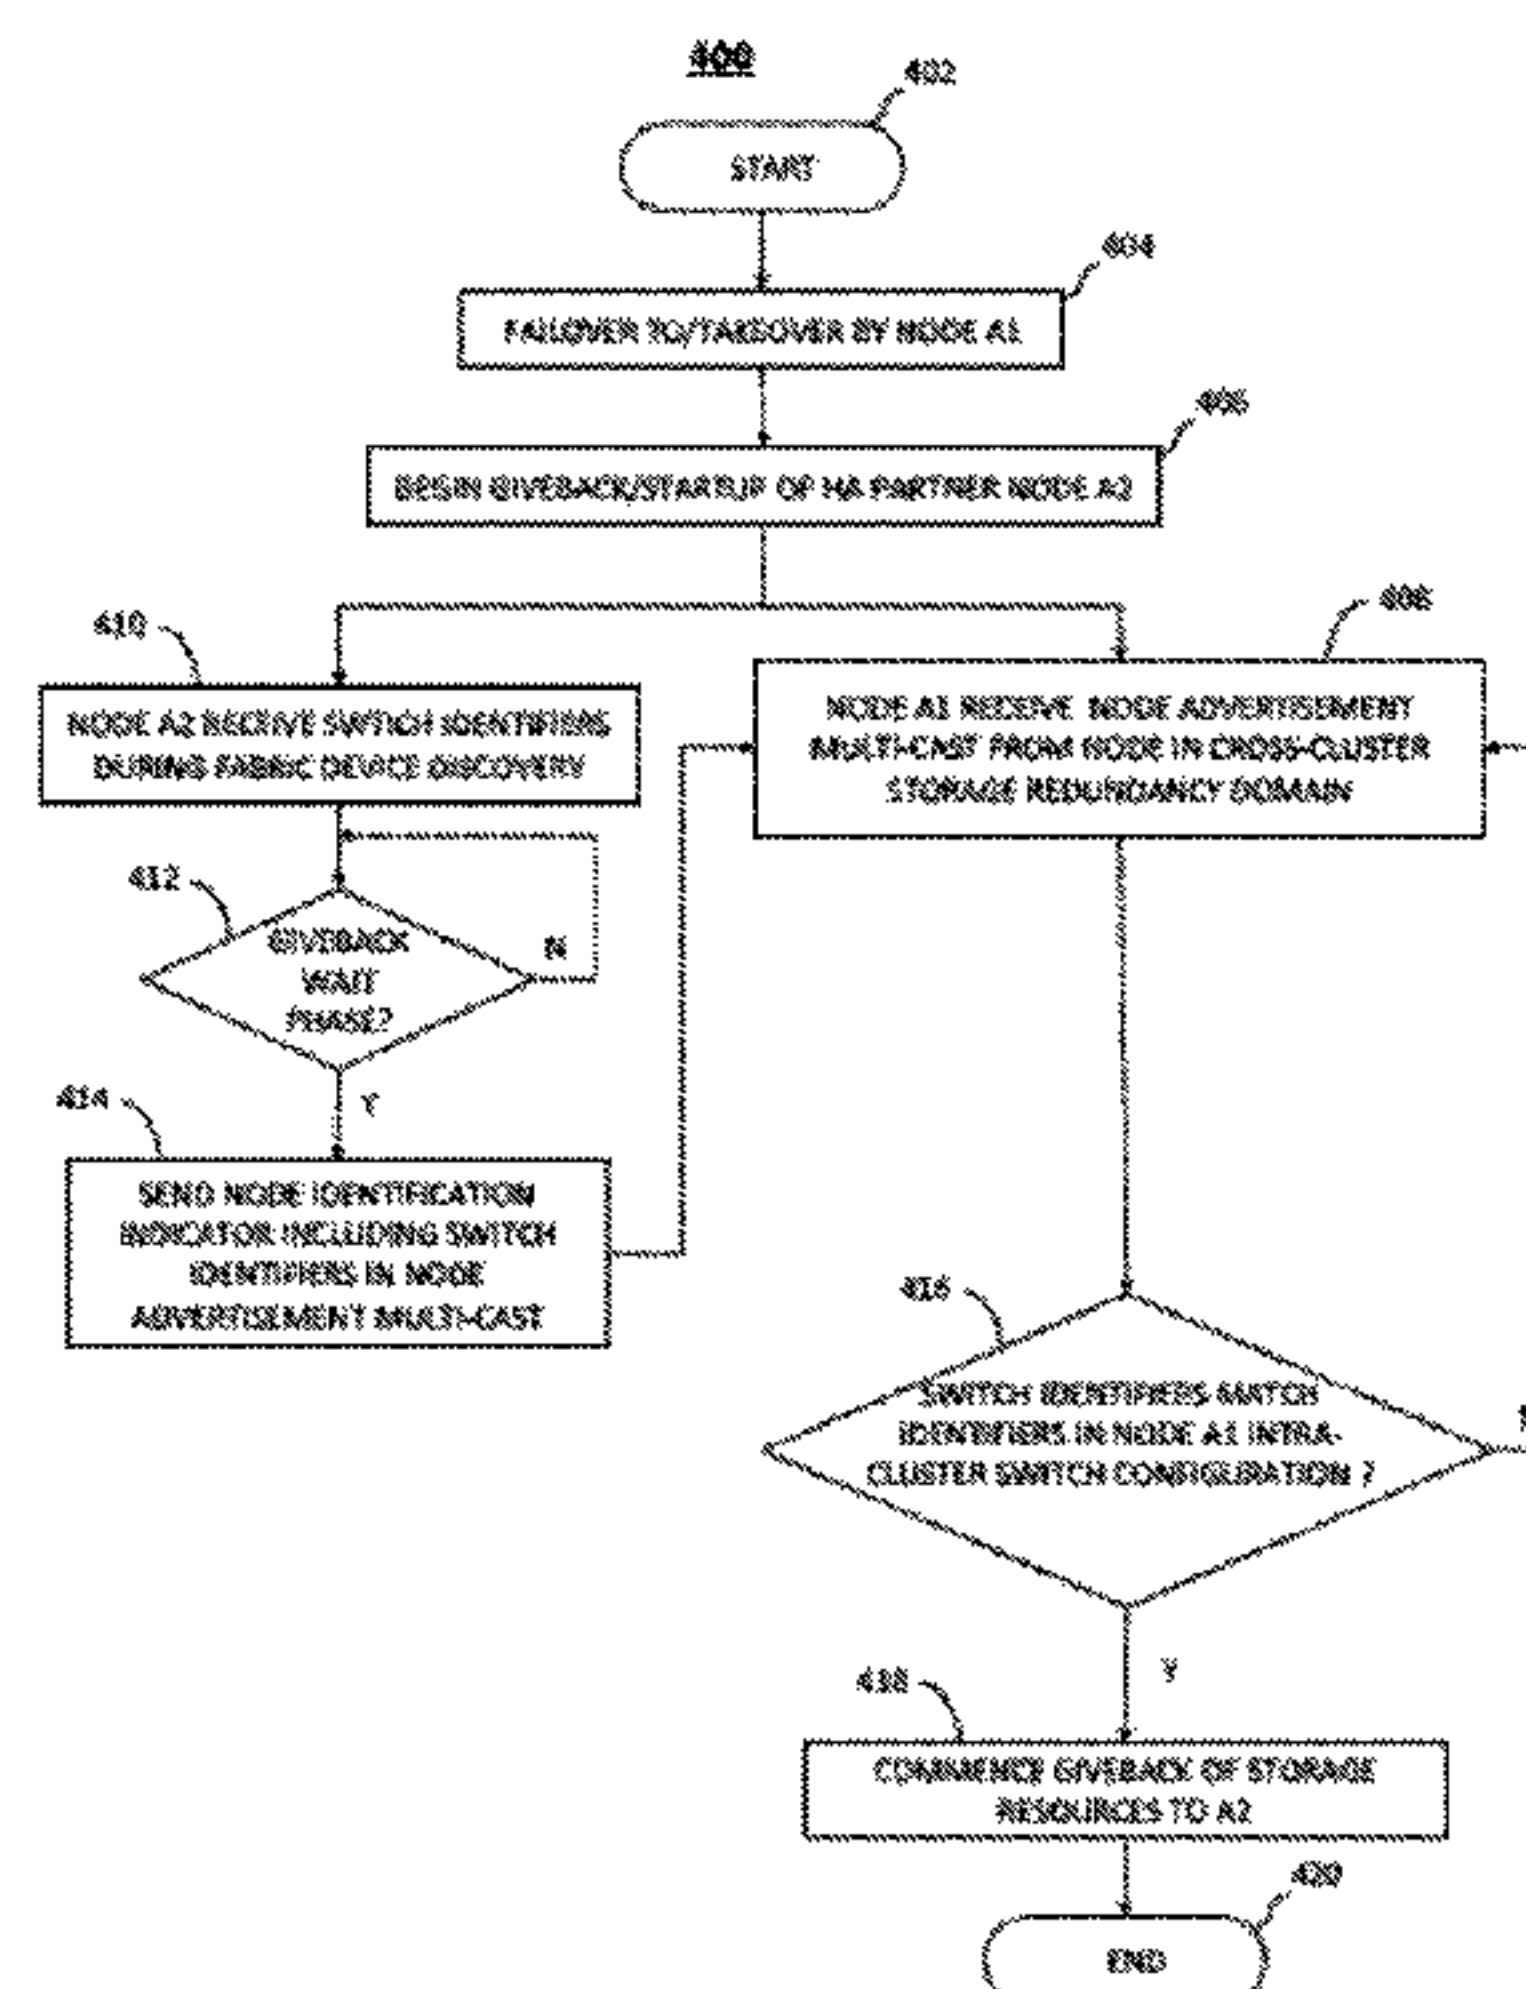 400
402
START
404
FAILOVER TO/TAKEOVER BY NODE A1
406
BEGIN GIVEBACK/STARTUP OF HA PARTNER NODE A2
410
408
NODE A2 RECEIVE SWITCH IDENTIFIERS
DURING FABRIC DEVICE DISCOVERY
NODE A1 RECEIVE NODE ADVERTISEMENT
MULTI-CAST FROM NODE IN CROSS-CLUSTER
STORAGE REDUNDANCY DOMAIN
412
GIVEBACK
WAIT
PHASE?
N
Y
414
SEND NODE IDENTIFICATION
INDICATOR INCLUDING SWITCH
IDENTIFIERS IN NODE
ADVERTISEMENT MULTI-CAST
416
SWITCH IDENTIFIERS MATCH
IDENTIFIERS IN NODE A1 INTRA-
CLUSTER SWITCH CONFIGURATION ?
Y
418
COMMENCE GIVEBACK OF STORAGE
RESOURCES TO A2
420
END